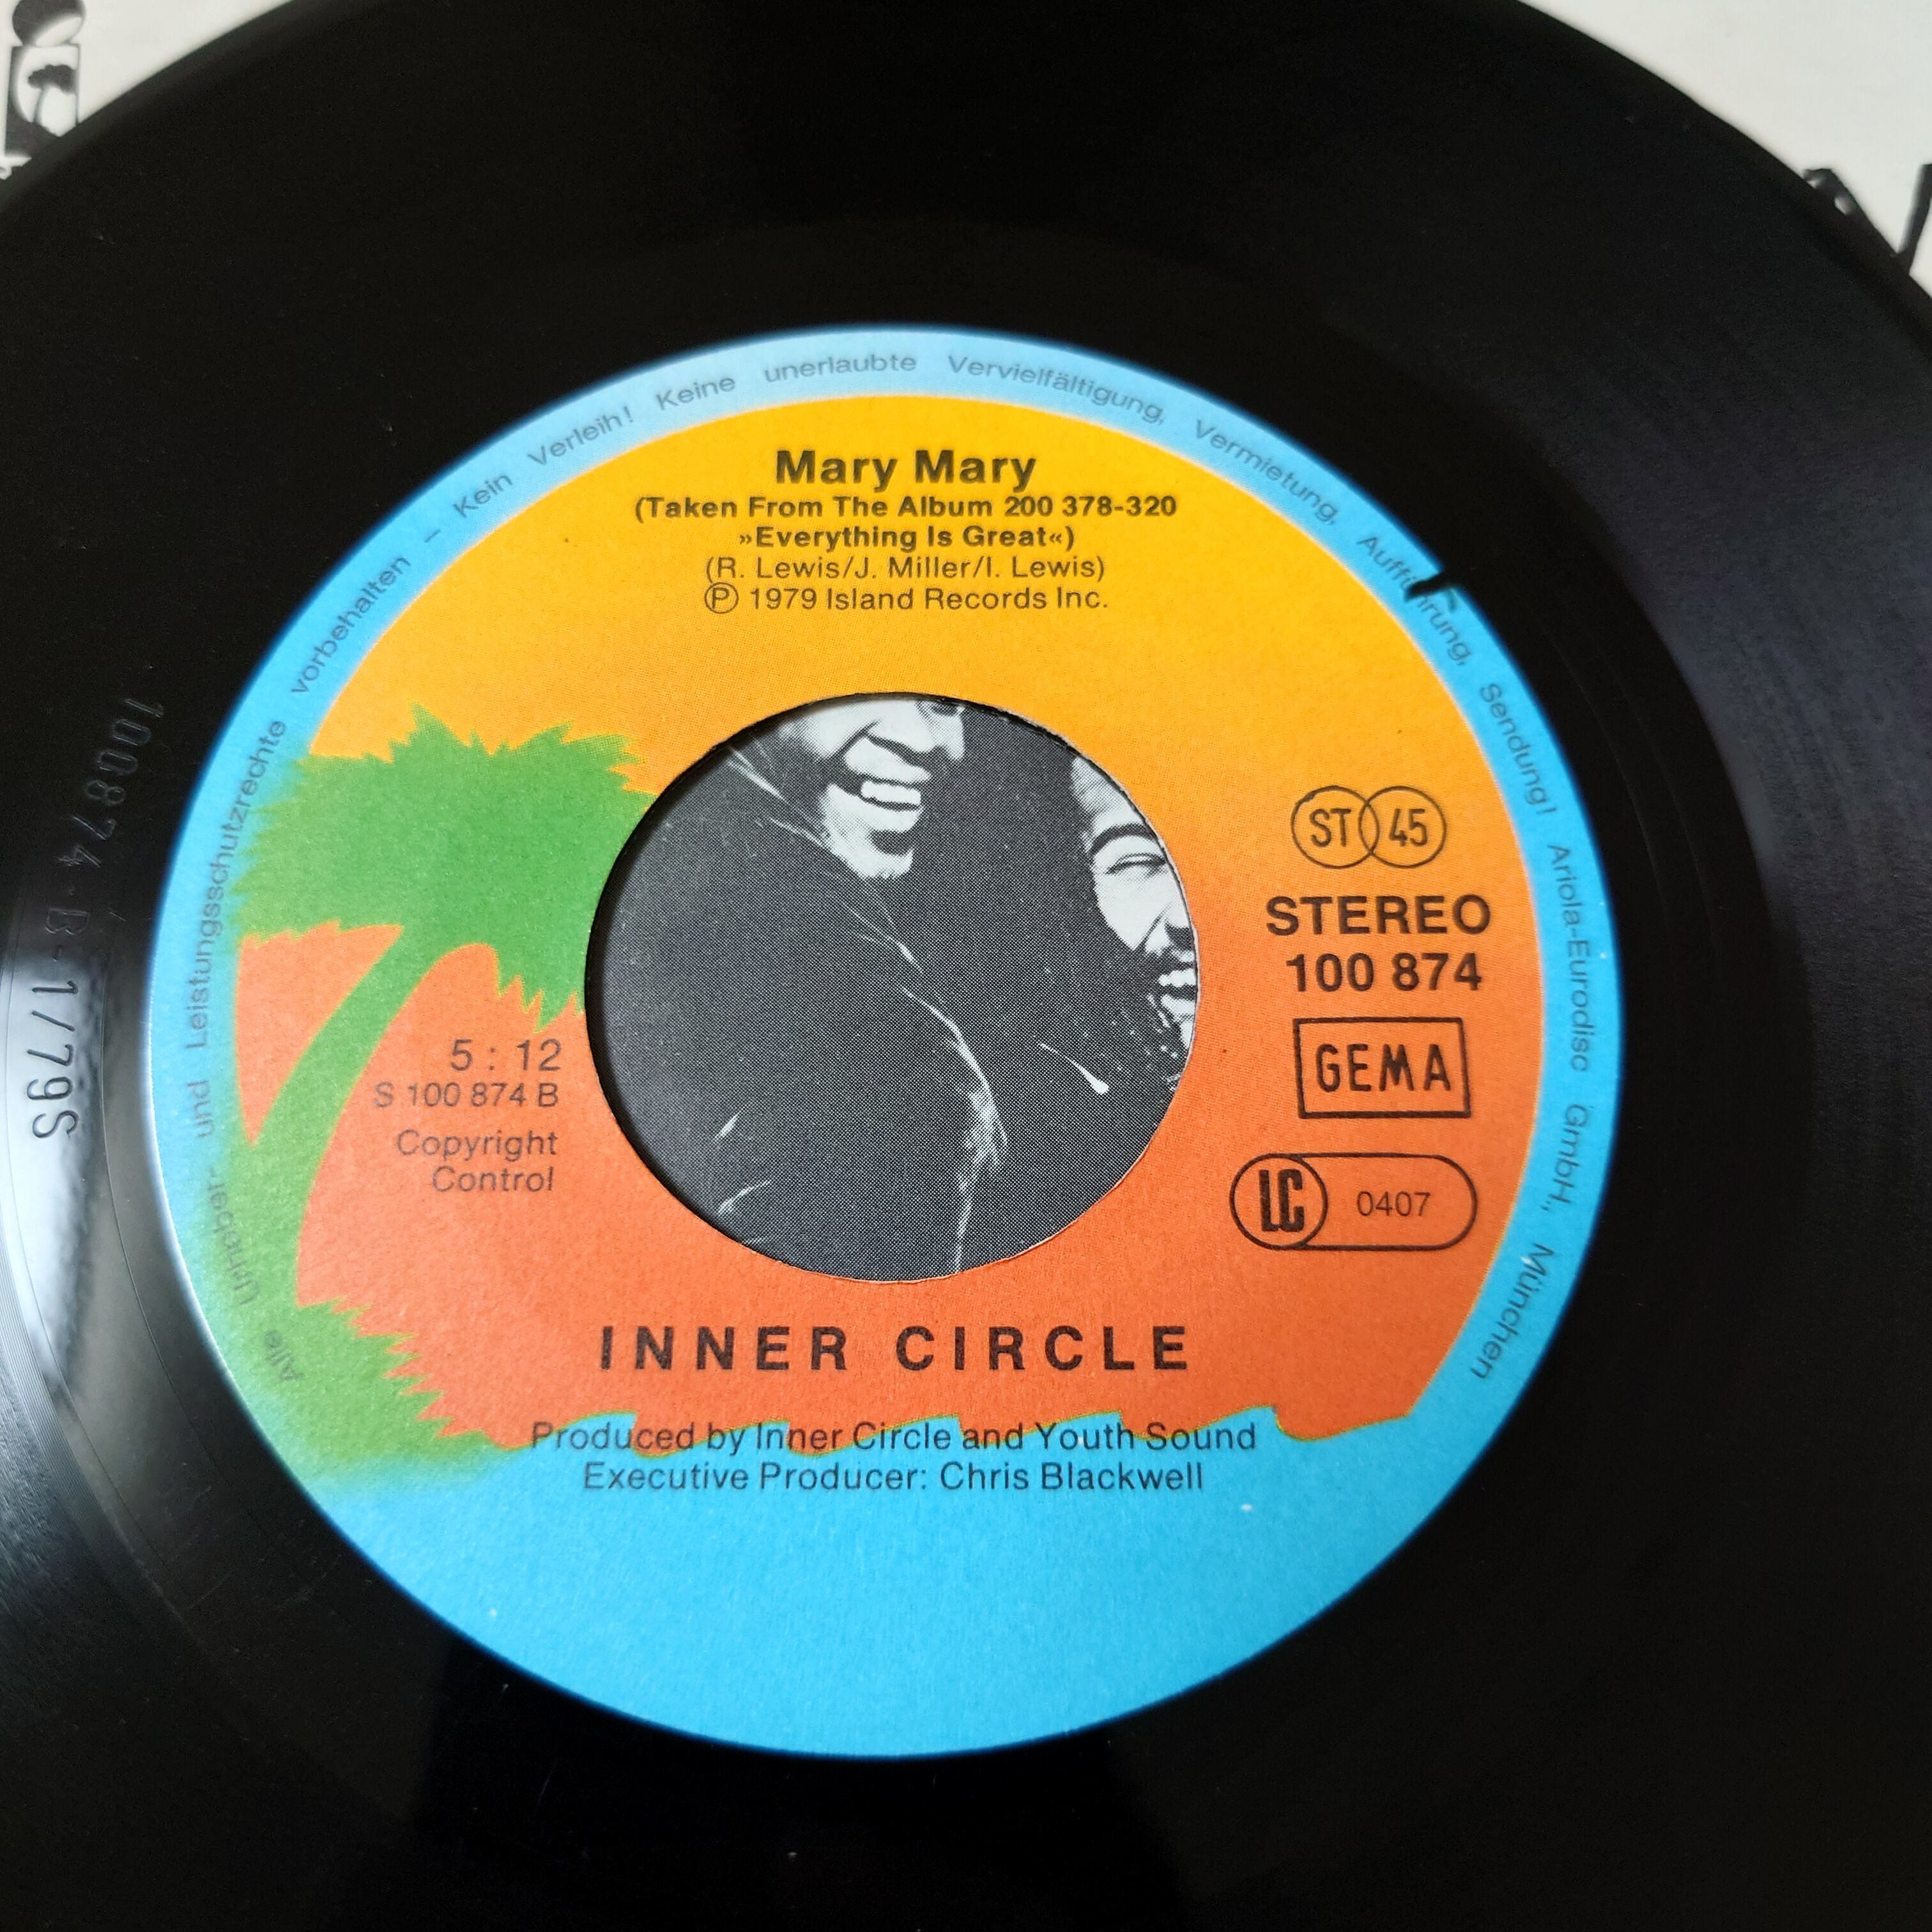 Mary Mary
(Taken From The Album 200 378-320
»Everything Is Great«)
(R. Lewis/J. Miller/I. Lewis)
Ⓟ 1979 Island Records Inc.
ST 45
STEREO
100 874
GEMA
LC 0407
5 : 12
S 100 874 B
Copyright
Control
INNER CIRCLE
Produced by Inner Circle and Youth Sound
Executive Producer: Chris Blackwell
Alle Urheber- und Leistungsschutzrechte vorbehalten – Kein Verleih! Keine unerlaubte Vervielfältigung, Vermietung, Aufführung, Sendung! Ariola-Eurodisc GmbH., München
100874-B-1/79S